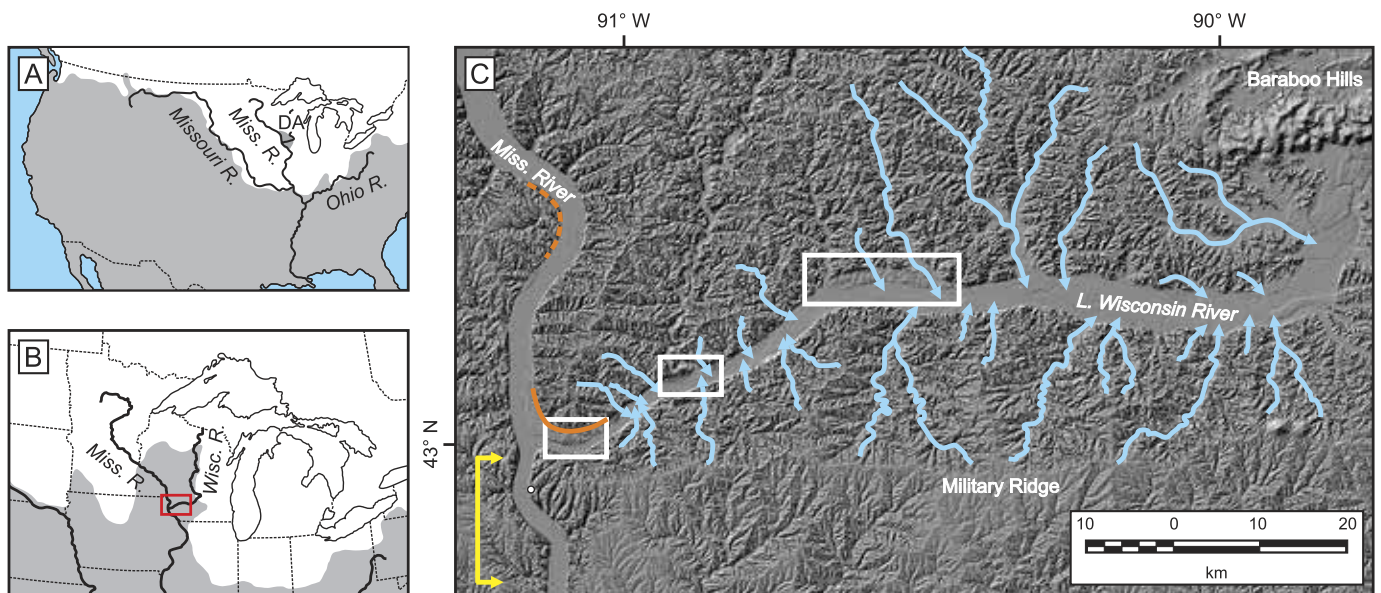 A
Missouri R.
Miss. R.
DA
Ohio R.
B
Miss. R.
Wisc. R.
91° W
90° W
C
Baraboo Hills
Miss. River
L. Wisconsin River
43° N
Military Ridge
10 0 10 20
km